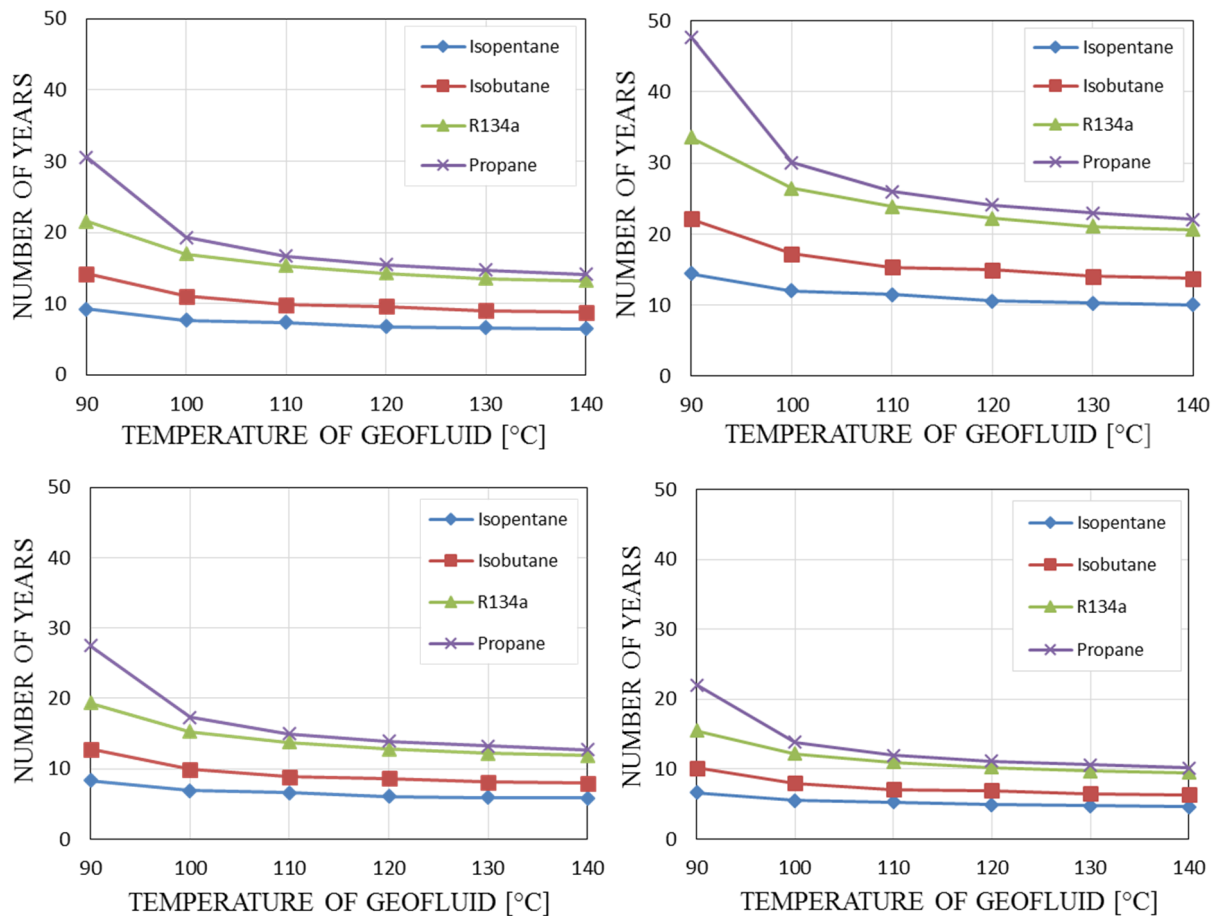 50
40
30
20
10
0
NUMBER OF YEARS
Isopentane
Isobutane
R134a
Propane
90 100 110 120 130 140
TEMPERATURE OF GEOFLUID [°C]
50
40
30
20
10
0
NUMBER OF YEARS
Isopentane
Isobutane
R134a
Propane
90 100 110 120 130 140
TEMPERATURE OF GEOFLUID [°C]
50
40
30
20
10
0
NUMBER OF YEARS
Isopentane
Isobutane
R134a
Propane
90 100 110 120 130 140
TEMPERATURE OF GEOFLUID [°C]
50
40
30
20
10
0
NUMBER OF YEARS
Isopentane
Isobutane
R134a
Propane
90 100 110 120 130 140
TEMPERATURE OF GEOFLUID [°C]